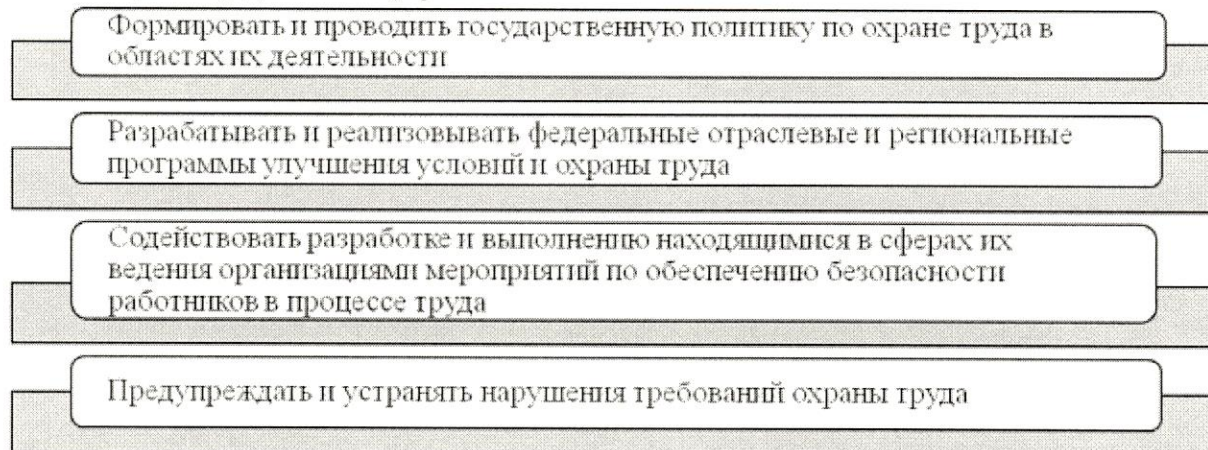 Формировать и проводить государственную политику по охране труда в
областях их деятельности
Разрабатывать и реализовывать федеральные отраслевые и региональные
программы улучшения условий и охраны труда
Содействовать разработке и выполнению находящимися в сферах их
ведения организациями мероприятий по обеспечению безопасности
работников в процессе труда
Предупреждать и устранять нарушения требований охраны труда